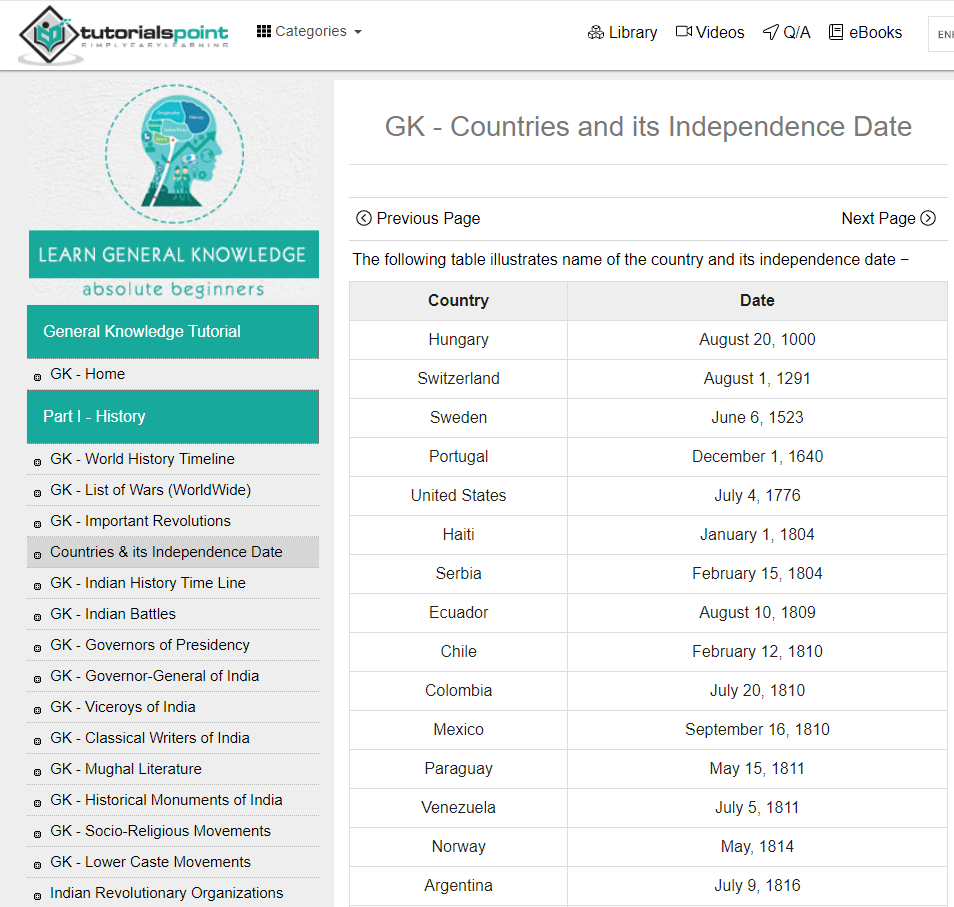 tutorialspoint
SIMPLYEASYLEARNING
Categories
Library
Videos
Q/A
eBooks
LEARN GENERAL KNOWLEDGE
absolute beginners
General Knowledge Tutorial
GK - Home
Part I - History
GK - World History Timeline
GK - List of Wars (WorldWide)
GK - Important Revolutions
Countries & its Independence Date
GK - Indian History Time Line
GK - Indian Battles
GK - Governors of Presidency
GK - Governor-General of India
GK - Viceroys of India
GK - Classical Writers of India
GK - Mughal Literature
GK - Historical Monuments of India
GK - Socio-Religious Movements
GK - Lower Caste Movements
Indian Revolutionary Organizations
GK - Countries and its Independence Date
Previous Page
Next Page
The following table illustrates name of the country and its independence date −
Country Date
Hungary August 20, 1000
Switzerland August 1, 1291
Sweden June 6, 1523
Portugal December 1, 1640
United States July 4, 1776
Haiti January 1, 1804
Serbia February 15, 1804
Ecuador August 10, 1809
Chile February 12, 1810
Colombia July 20, 1810
Mexico September 16, 1810
Paraguay May 15, 1811
Venezuela July 5, 1811
Norway May, 1814
Argentina July 9, 1816